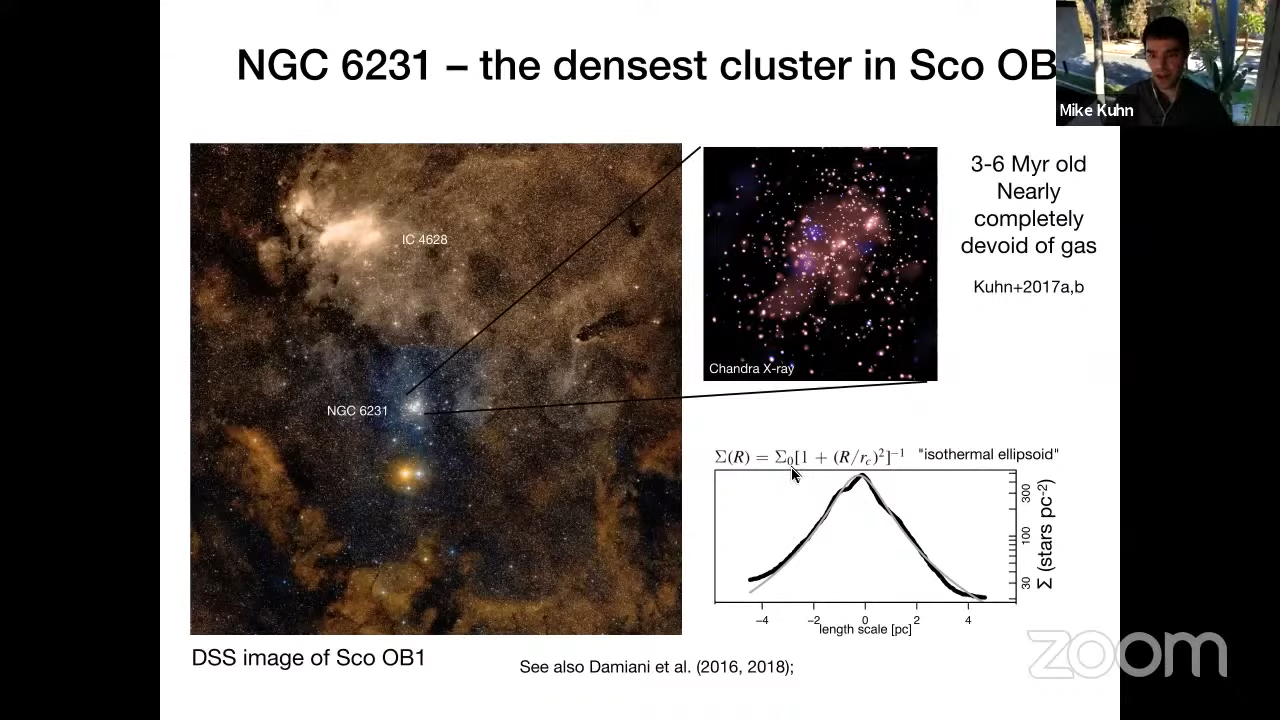 NGC 6231 – the densest cluster in Sco OB
Mike Kuhn
IC 4628
NGC 6231
Chandra X-ray
3-6 Myr old
Nearly
completely
devoid of gas
Kuhn+2017a,b
Σ(R) = Σ₀[1 + (R/r_c)²]⁻¹ "isothermal ellipsoid"
300
100
30
Σ (stars pc⁻²)
−4 −2 0 2 4
length scale [pc]
DSS image of Sco OB1
See also Damiani et al. (2016, 2018);
zoom